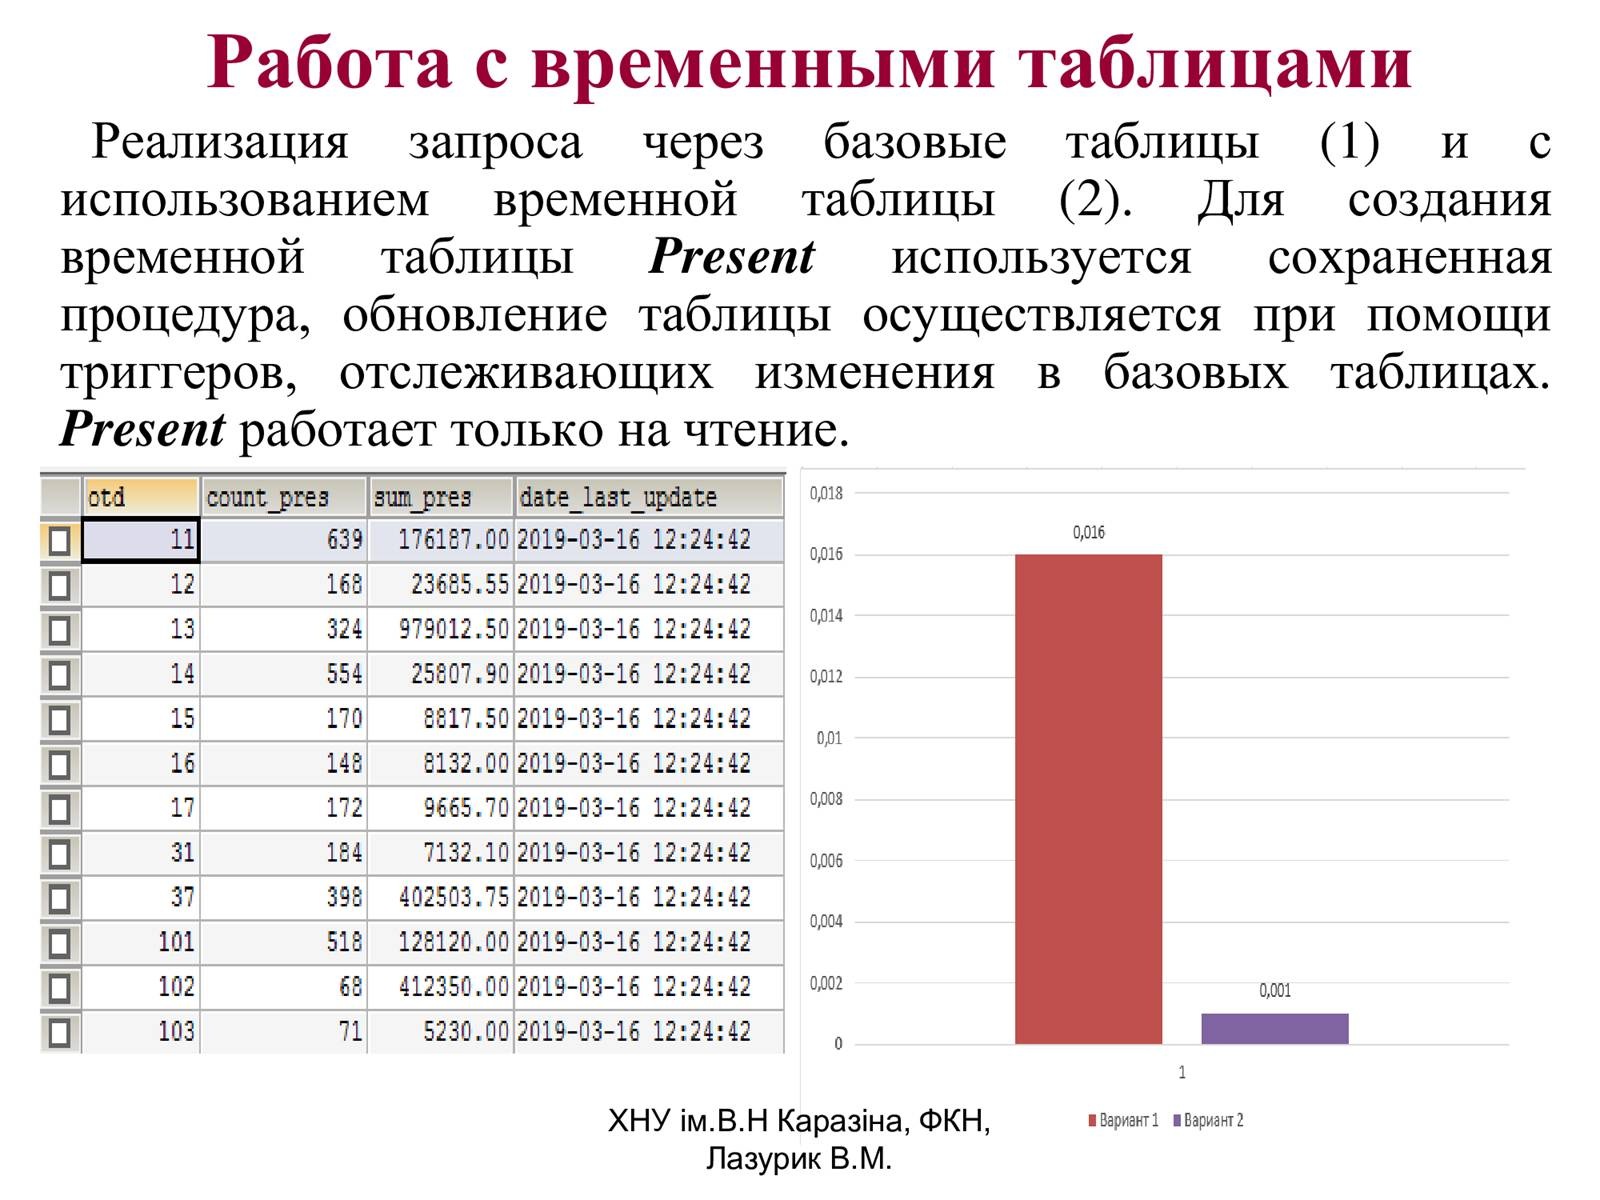 Работа с временными таблицами
Реализация запроса через базовые таблицы (1) и с
использованием временной таблицы (2). Для создания
временной таблицы Present используется сохраненная
процедура, обновление таблицы осуществляется при помощи
триггеров, отслеживающих изменения в базовых таблицах.
Present работает только на чтение.
otd count_pres sum_pres date_last_update
11 639 176187.00 2019-03-16 12:24:42
12 168 23685.55 2019-03-16 12:24:42
13 324 979012.50 2019-03-16 12:24:42
14 554 25807.90 2019-03-16 12:24:42
15 170 8817.50 2019-03-16 12:24:42
16 148 8132.00 2019-03-16 12:24:42
17 172 9665.70 2019-03-16 12:24:42
31 184 7132.10 2019-03-16 12:24:42
37 398 402503.75 2019-03-16 12:24:42
101 518 128120.00 2019-03-16 12:24:42
102 68 412350.00 2019-03-16 12:24:42
103 71 5230.00 2019-03-16 12:24:42
0,018
0,016
0,016
0,014
0,012
0,01
0,008
0,006
0,004
0,002
0,001
0
1
Вариант 1 Вариант 2
ХНУ ім.В.Н Каразіна, ФКН,
Лазурик В.М.